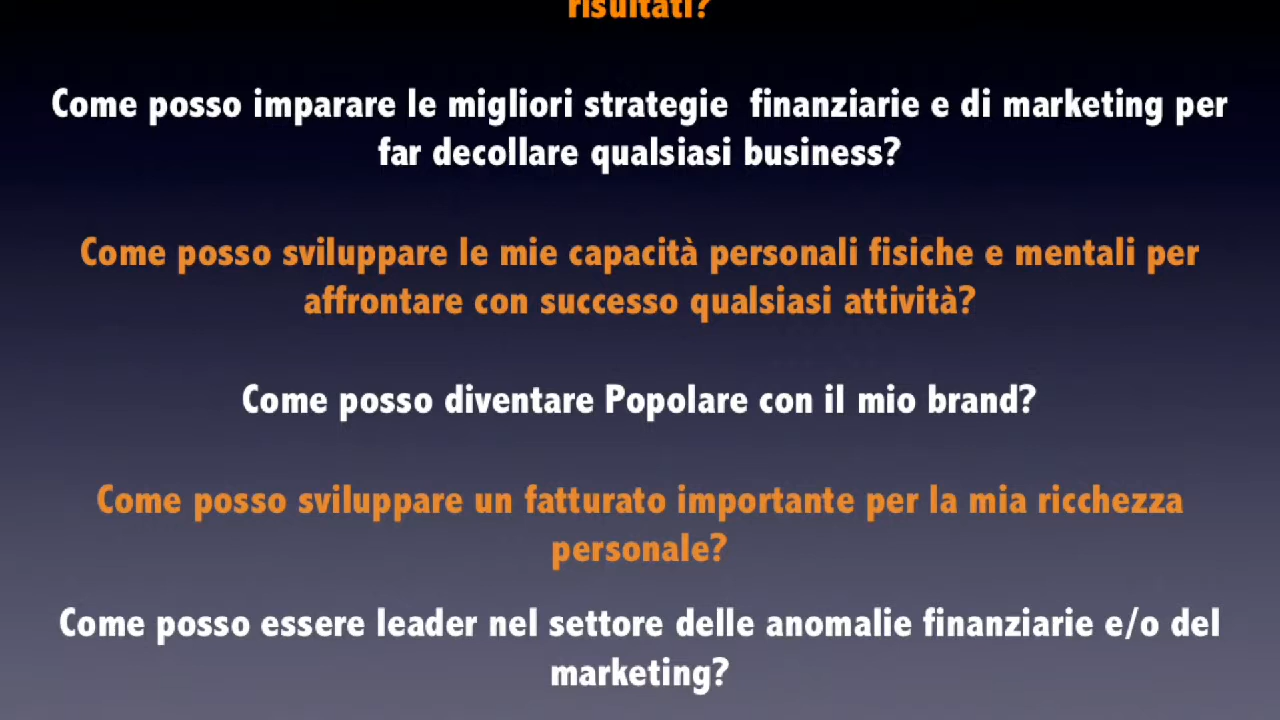 risultati?
Come posso imparare le migliori strategie  finanziarie e di marketing per
far decollare qualsiasi business?
Come posso sviluppare le mie capacità personali fisiche e mentali per
affrontare con successo qualsiasi attività?
Come posso diventare Popolare con il mio brand?
Come posso sviluppare un fatturato importante per la mia ricchezza
personale?
Come posso essere leader nel settore delle anomalie finanziarie e/o del
marketing?